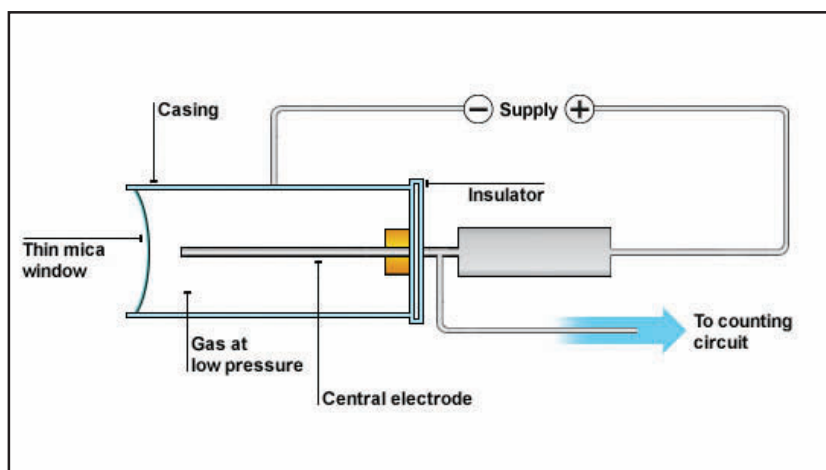 Casing
− Supply +
Insulator
Thin mica
window
Gas at
low pressure
Central electrode
To counting
circuit